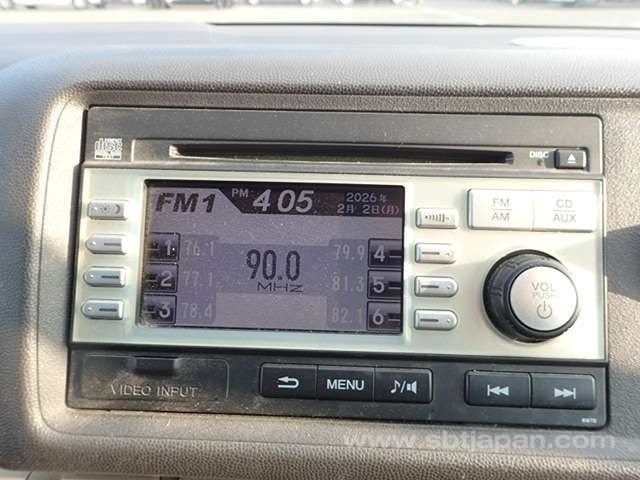 disc
DISC
FM1 PM 4:05 2026年
2月 2日(月)
FM
AM
CD
AUX
1 76.1
79.9 4
90.0
MHZ
2 77.1
81.3 5
3 78.4
82.1 6
VOL
PUSH
VIDEO INPUT
MENU
www.sbtjapan.com